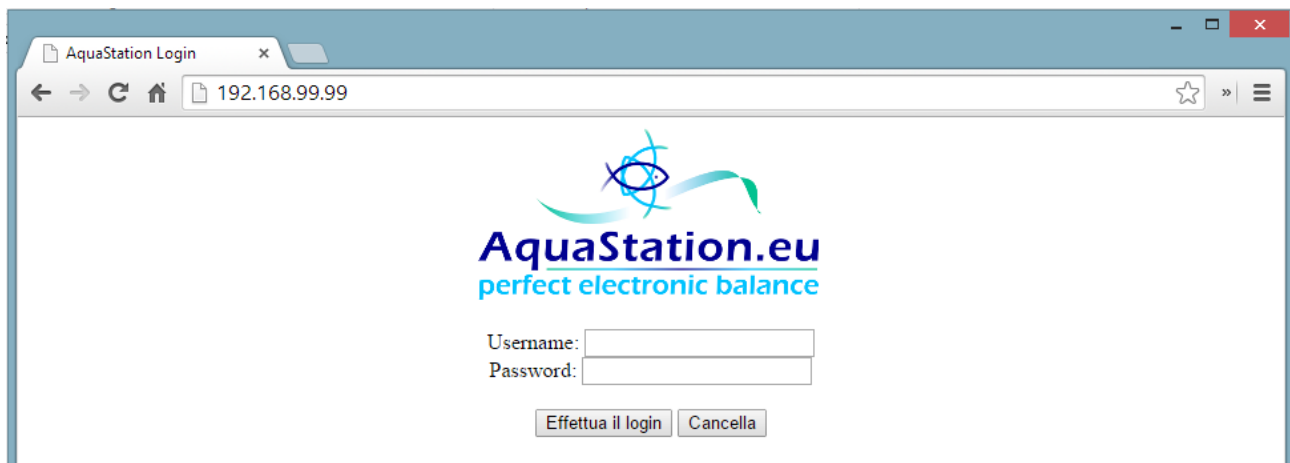 AquaStation Login
192.168.99.99
AquaStation.eu
perfect electronic balance
Username:
Password:
Effettua il login Cancella